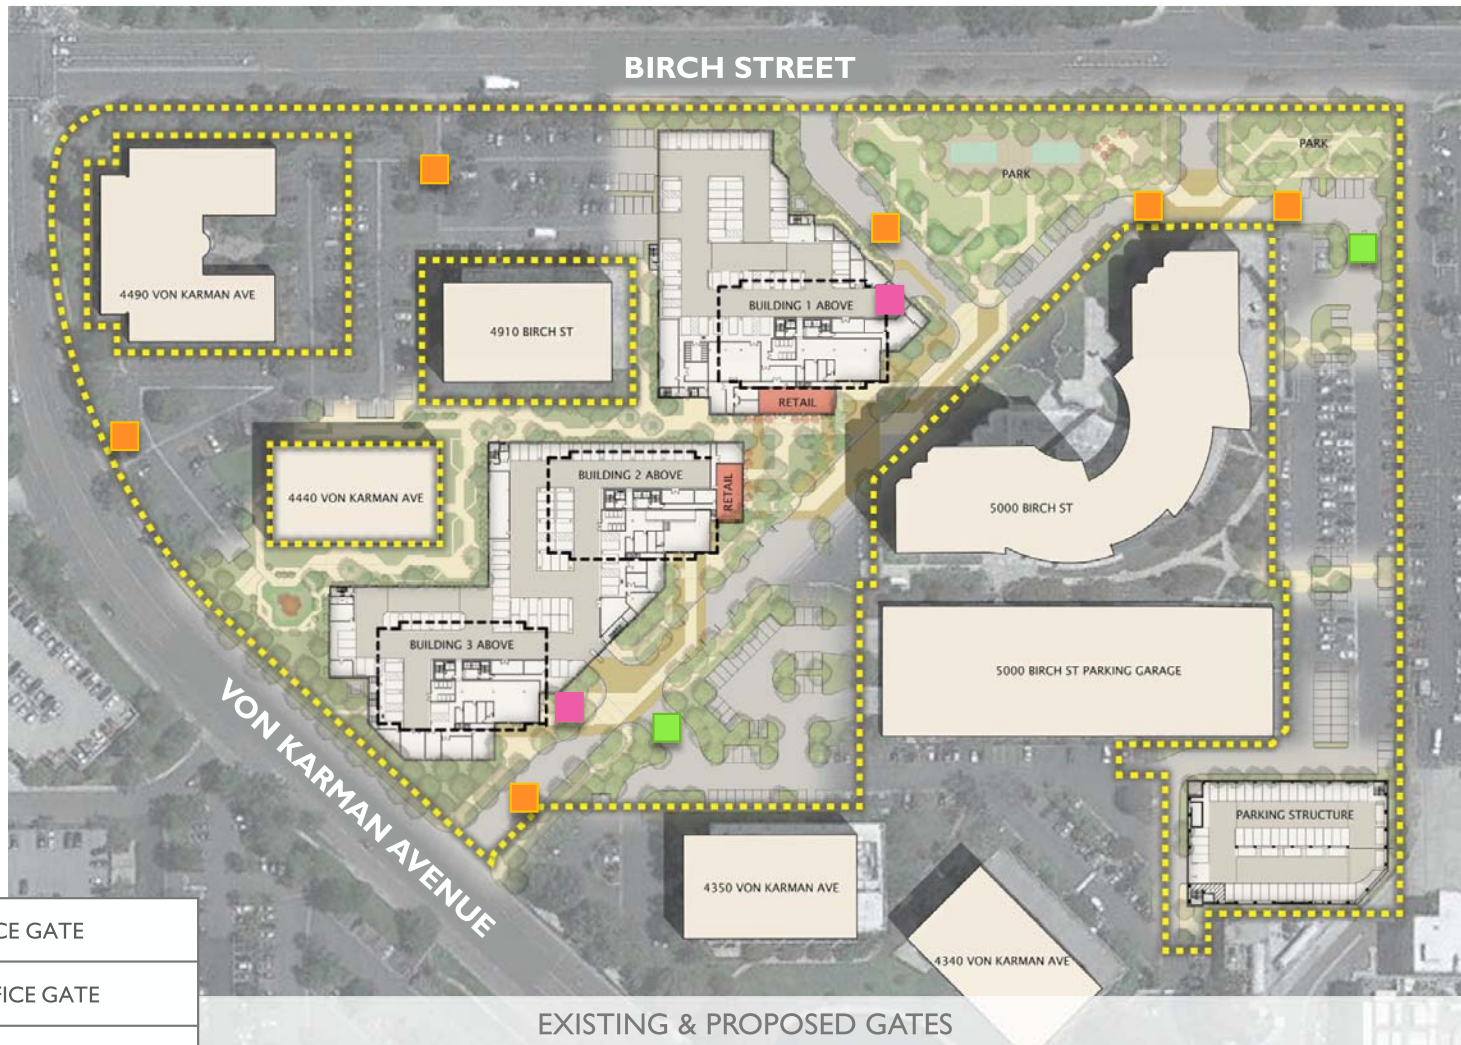 BIRCH STREET
PARK
PARK
4490 VON KARMAN AVE
BUILDING 1 ABOVE
4910 BIRCH ST
RETAIL
BUILDING 2 ABOVE
RETAIL
4440 VON KARMAN AVE
5000 BIRCH ST
BUILDING 3 ABOVE
5000 BIRCH ST PARKING GARAGE
VON KARMAN AVENUE
PARKING STRUCTURE
4350 VON KARMAN AVE
4340 VON KARMAN AVE
CE GATE
FICE GATE
EXISTING & PROPOSED GATES